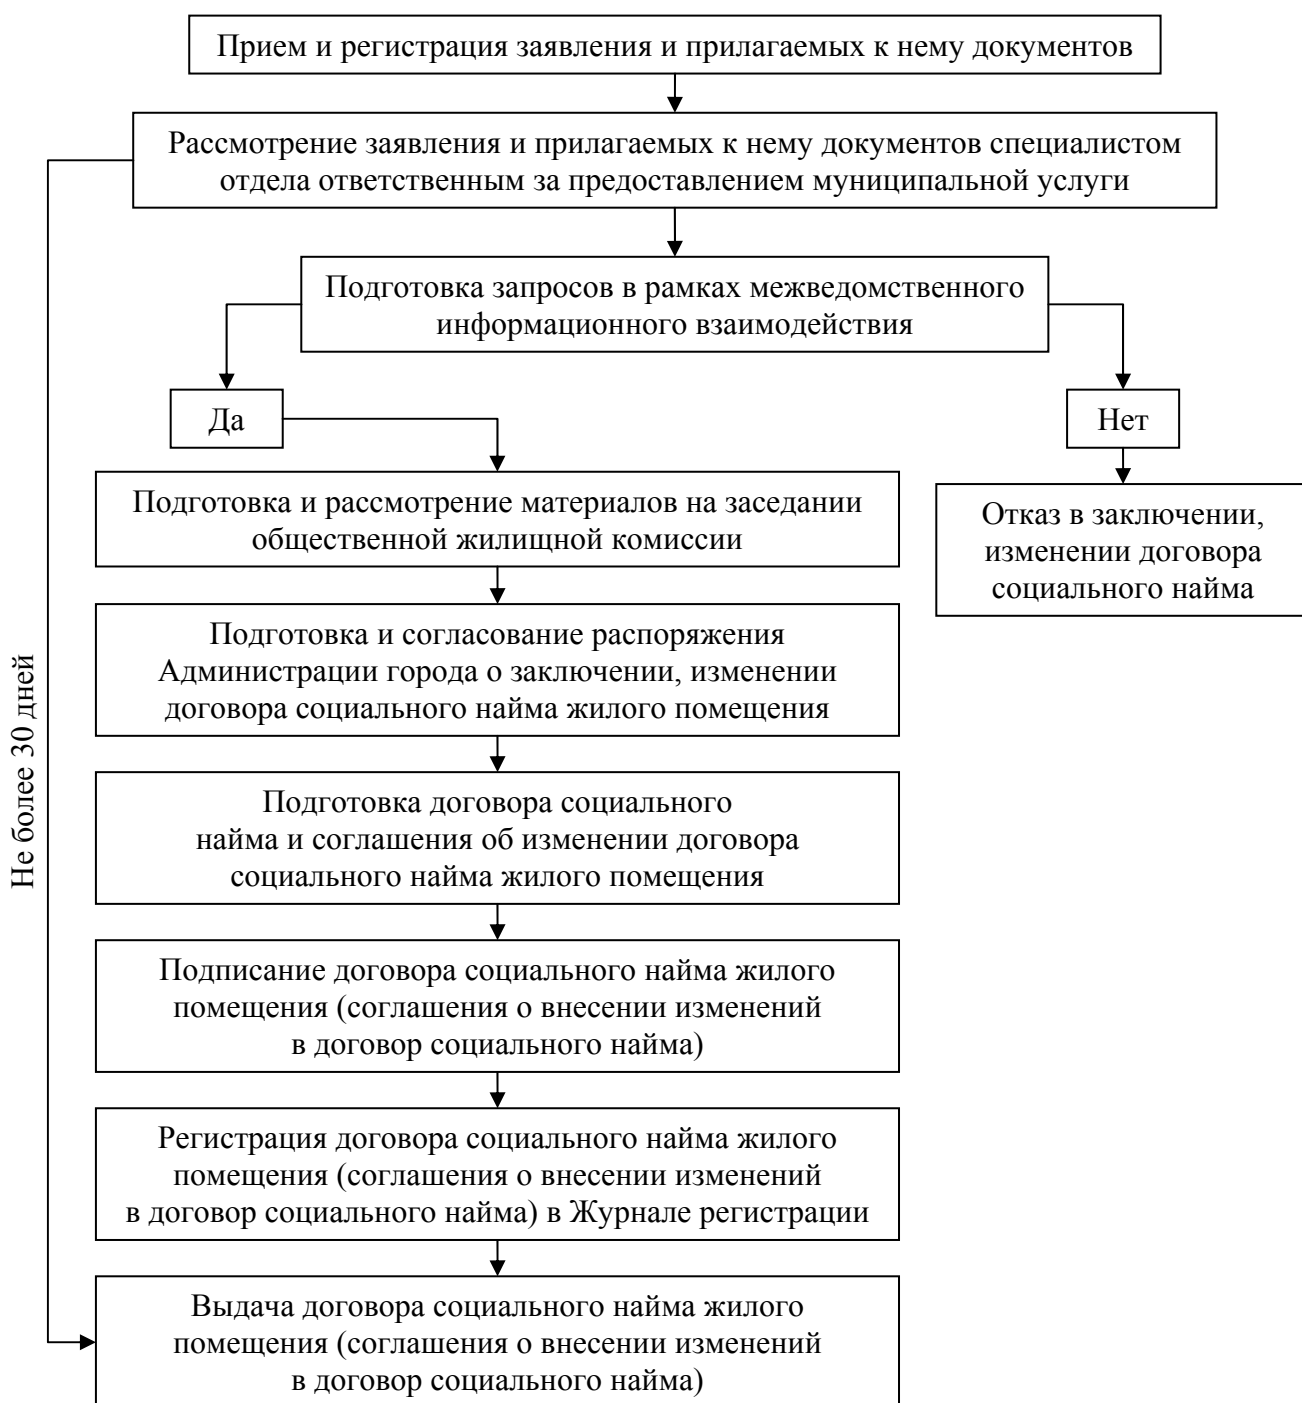 Прием и регистрация заявления и прилагаемых к нему документов
Рассмотрение заявления и прилагаемых к нему документов специалистом
отдела ответственным за предоставлением муниципальной услуги
Подготовка запросов в рамках межведомственного
информационного взаимодействия
Да
Нет
Подготовка и рассмотрение материалов на заседании
общественной жилищной комиссии
Отказ в заключении,
изменении договора
социального найма
Подготовка и согласование распоряжения
Администрации города о заключении, изменении
договора социального найма жилого помещения
Не более 30 дней
Подготовка договора социального
найма и соглашения об изменении договора
социального найма жилого помещения
Подписание договора социального найма жилого
помещения (соглашения о внесении изменений
в договор социального найма)
Регистрация договора социального найма жилого
помещения (соглашения о внесении изменений
в договор социального найма) в Журнале регистрации
Выдача договора социального найма жилого
помещения (соглашения о внесении изменений
в договор социального найма)